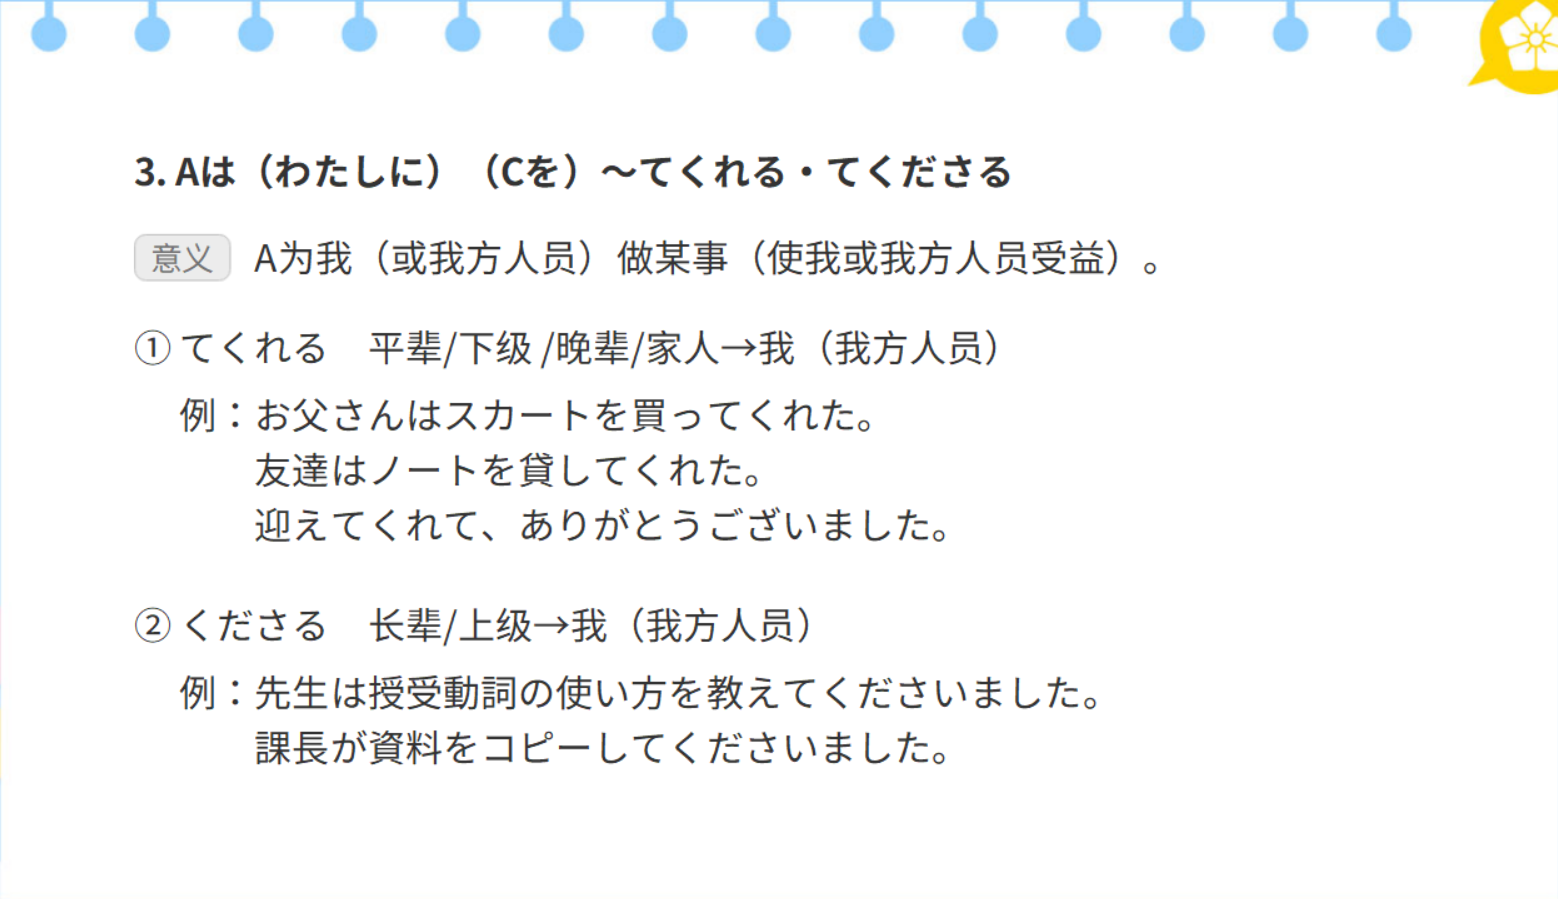 3. Aは（わたしに）（Cを）～てくれる・てくださる
意义 A为我（或我方人员）做某事（使我或我方人员受益）。
① てくれる　平辈/下级 /晚辈/家人→我（我方人员）
例：お父さんはスカートを買ってくれた。
友達はノートを貸してくれた。
迎えてくれて、ありがとうございました。
② くださる　长辈/上级→我（我方人员）
例：先生は授受動詞の使い方を教えてくださいました。
課長が資料をコピーしてくださいました。